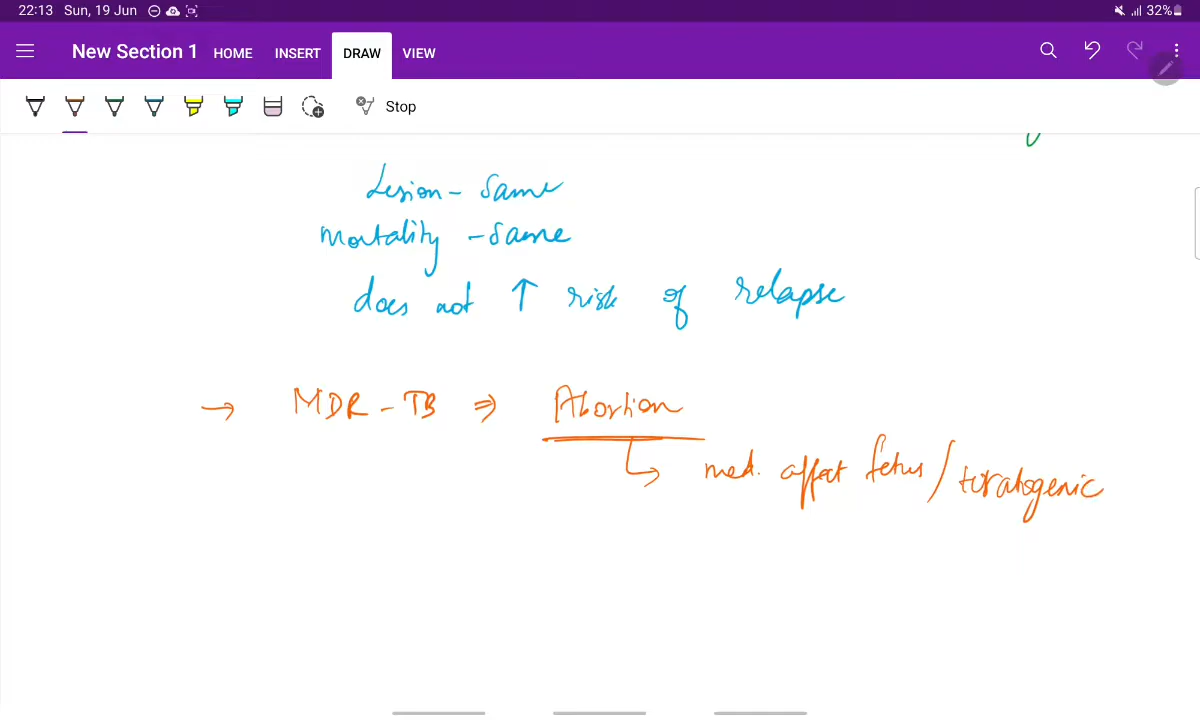 22:13 Sun, 19 Jun 32%
New Section 1 HOME INSERT DRAW VIEW
Stop
Lesion - Same
Mortality - Same
does not ↑ risk of relapse
→ MDR - TB ⇒ Abortion
↳ med. affect fetus / teratogenic